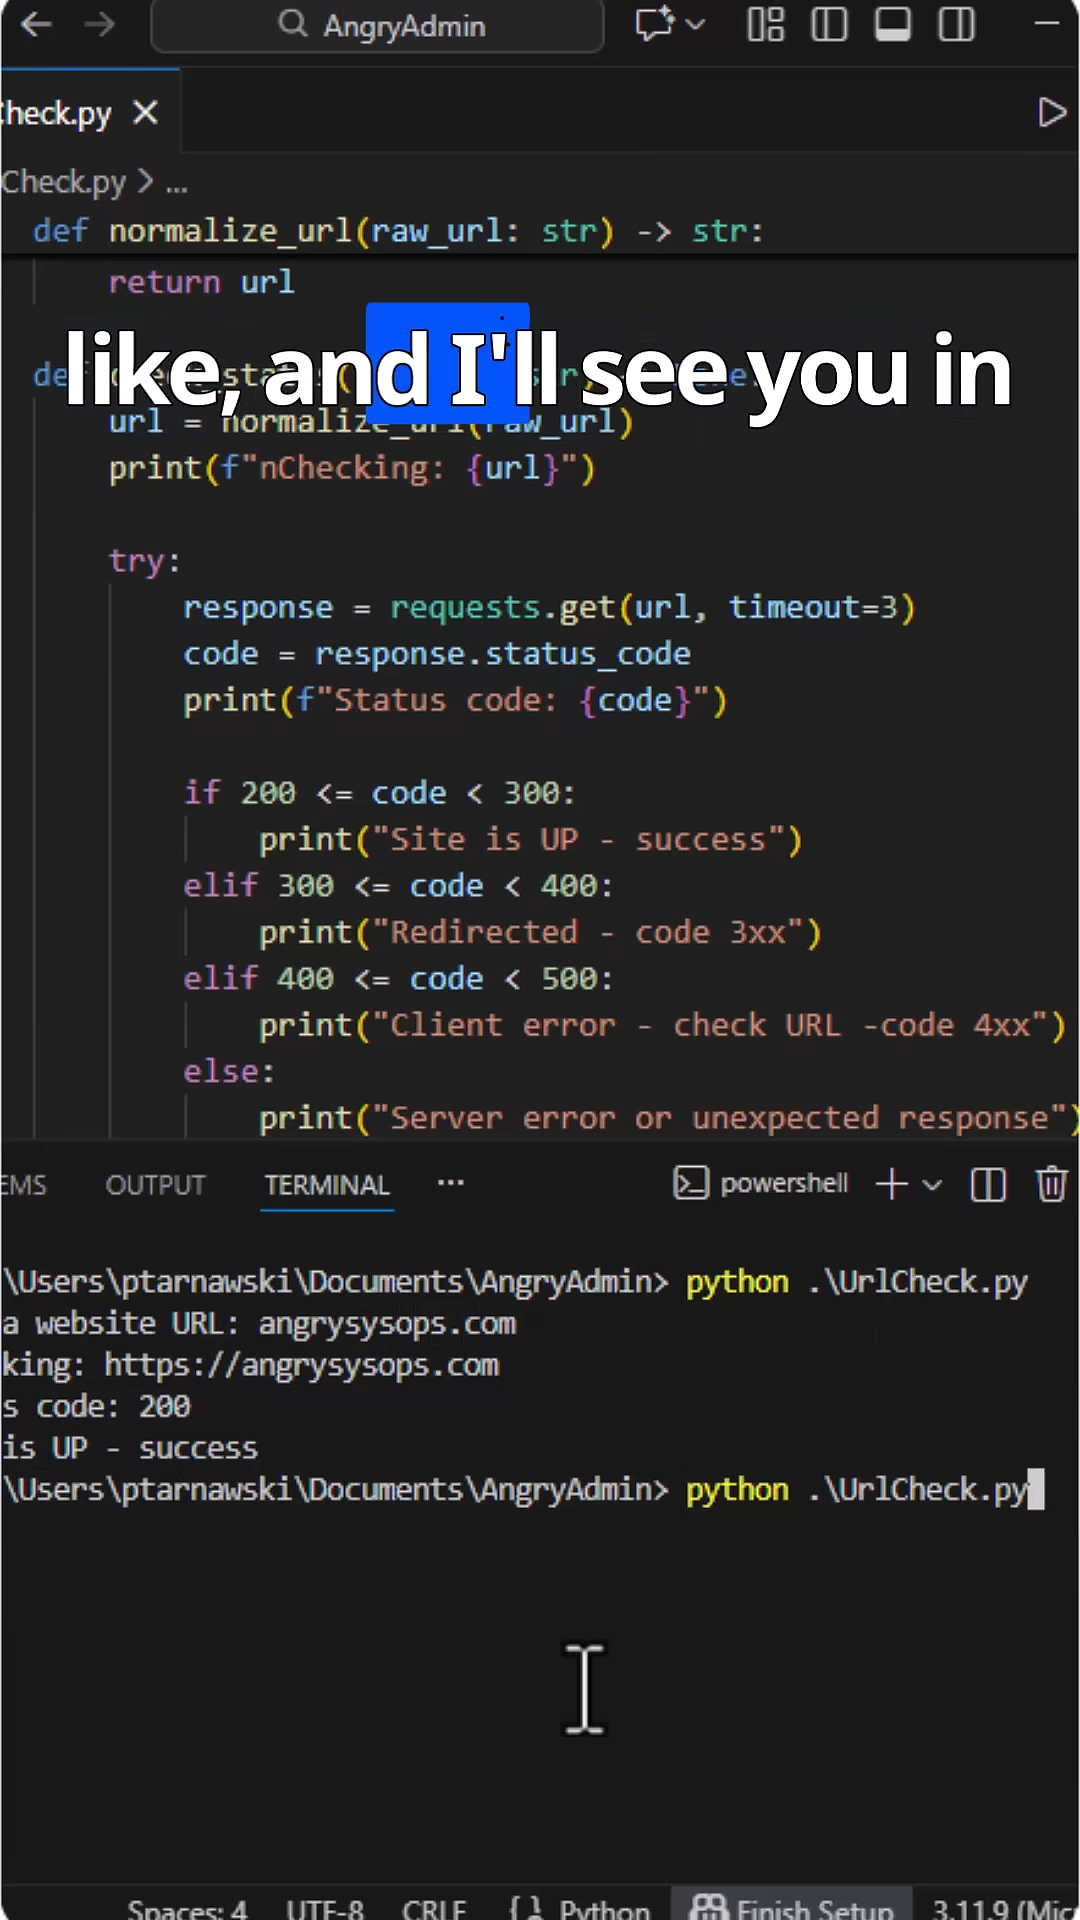 AngryAdmin
Check.py
Check.py > ...
def normalize_url(raw_url: str) -> str:
return url
like, and I'll see you in
url = normalize_url(raw_url)
print(f"nChecking: {url}")
try:
response = requests.get(url, timeout=3)
code = response.status_code
print(f"Status code: {code}")
if 200 <= code < 300:
print("Site is UP - success")
elif 300 <= code < 400:
print("Redirected - code 3xx")
elif 400 <= code < 500:
print("Client error - check URL -code 4xx")
else:
print("Server error or unexpected response")
EMS OUTPUT TERMINAL ... powershell
\Users\ptarnawski\Documents\AngryAdmin> python .\UrlCheck.py
a website URL: angrysysops.com
king: https://angrysysops.com
s code: 200
is UP - success
\Users\ptarnawski\Documents\AngryAdmin> python .\UrlCheck.py
Spaces: 4 UTF-8 CRLF {} Python Finish Setup 3.11.9 (Mic